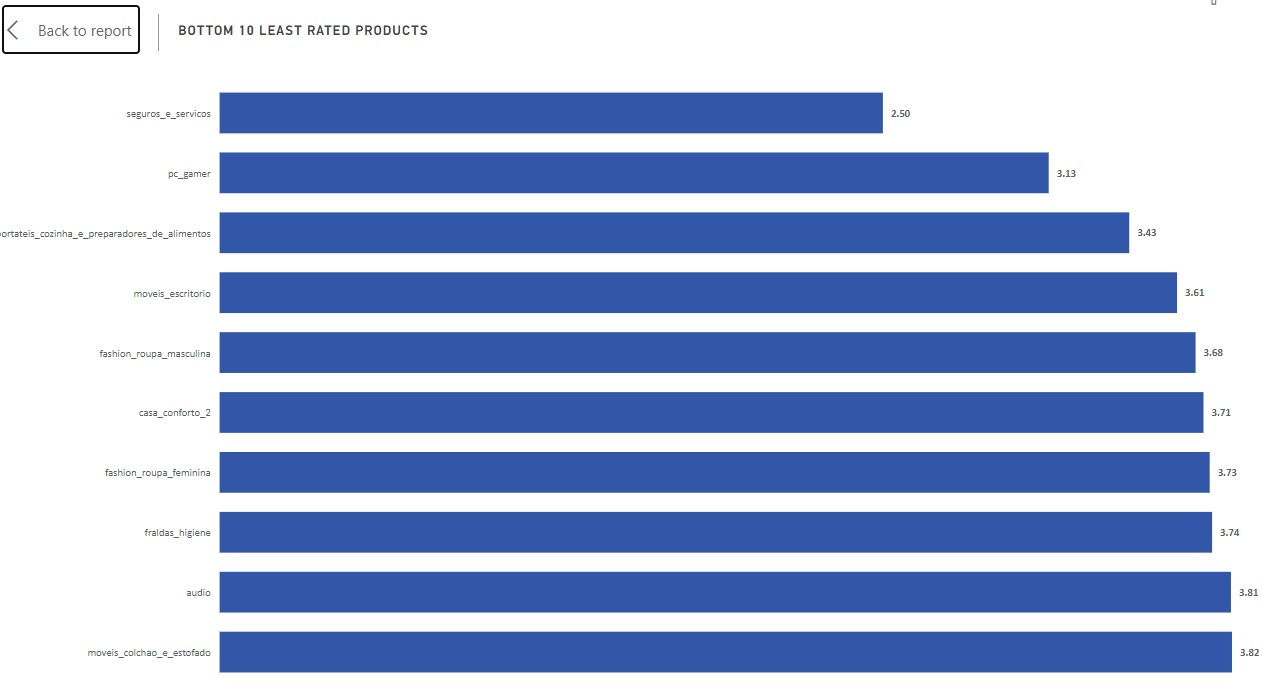 Back to report
BOTTOM 10 LEAST RATED PRODUCTS
seguros_e_servicos 2.50
pc_gamer 3.13
ortateis_cozinha_e_preparadores_de_alimentos 3.43
moveis_escritorio 3.61
fashion_roupa_masculina 3.68
casa_conforto_2 3.71
fashion_roupa_feminina 3.73
fraldas_higiene 3.74
audio 3.81
moveis_colchao_e_estofado 3.82